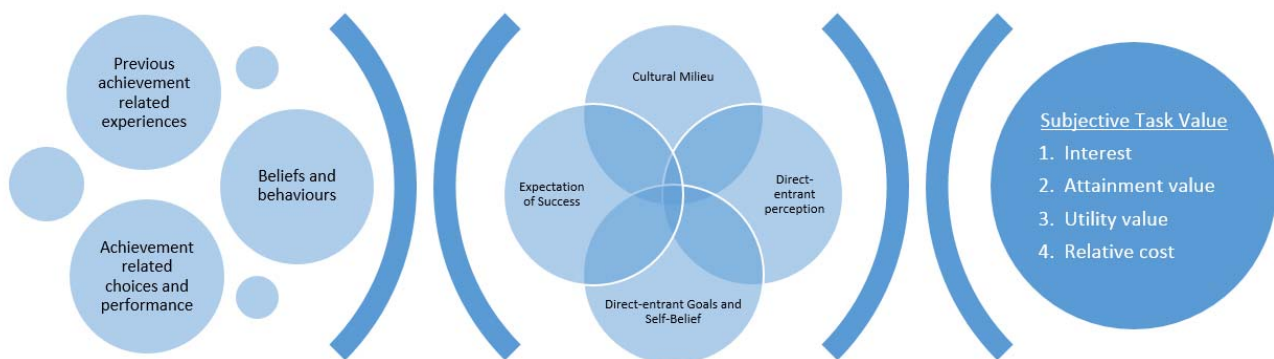 Previous
achievement
related
experiences
Beliefs and
behaviours
Achievement
related
choices and
performance
Cultural Milieu
Expectation
of Success
Direct-
entrant
perception
Direct-entrant Goals and
Self-Belief
Subjective Task Value
1. Interest
2. Attainment value
3. Utility value
4. Relative cost